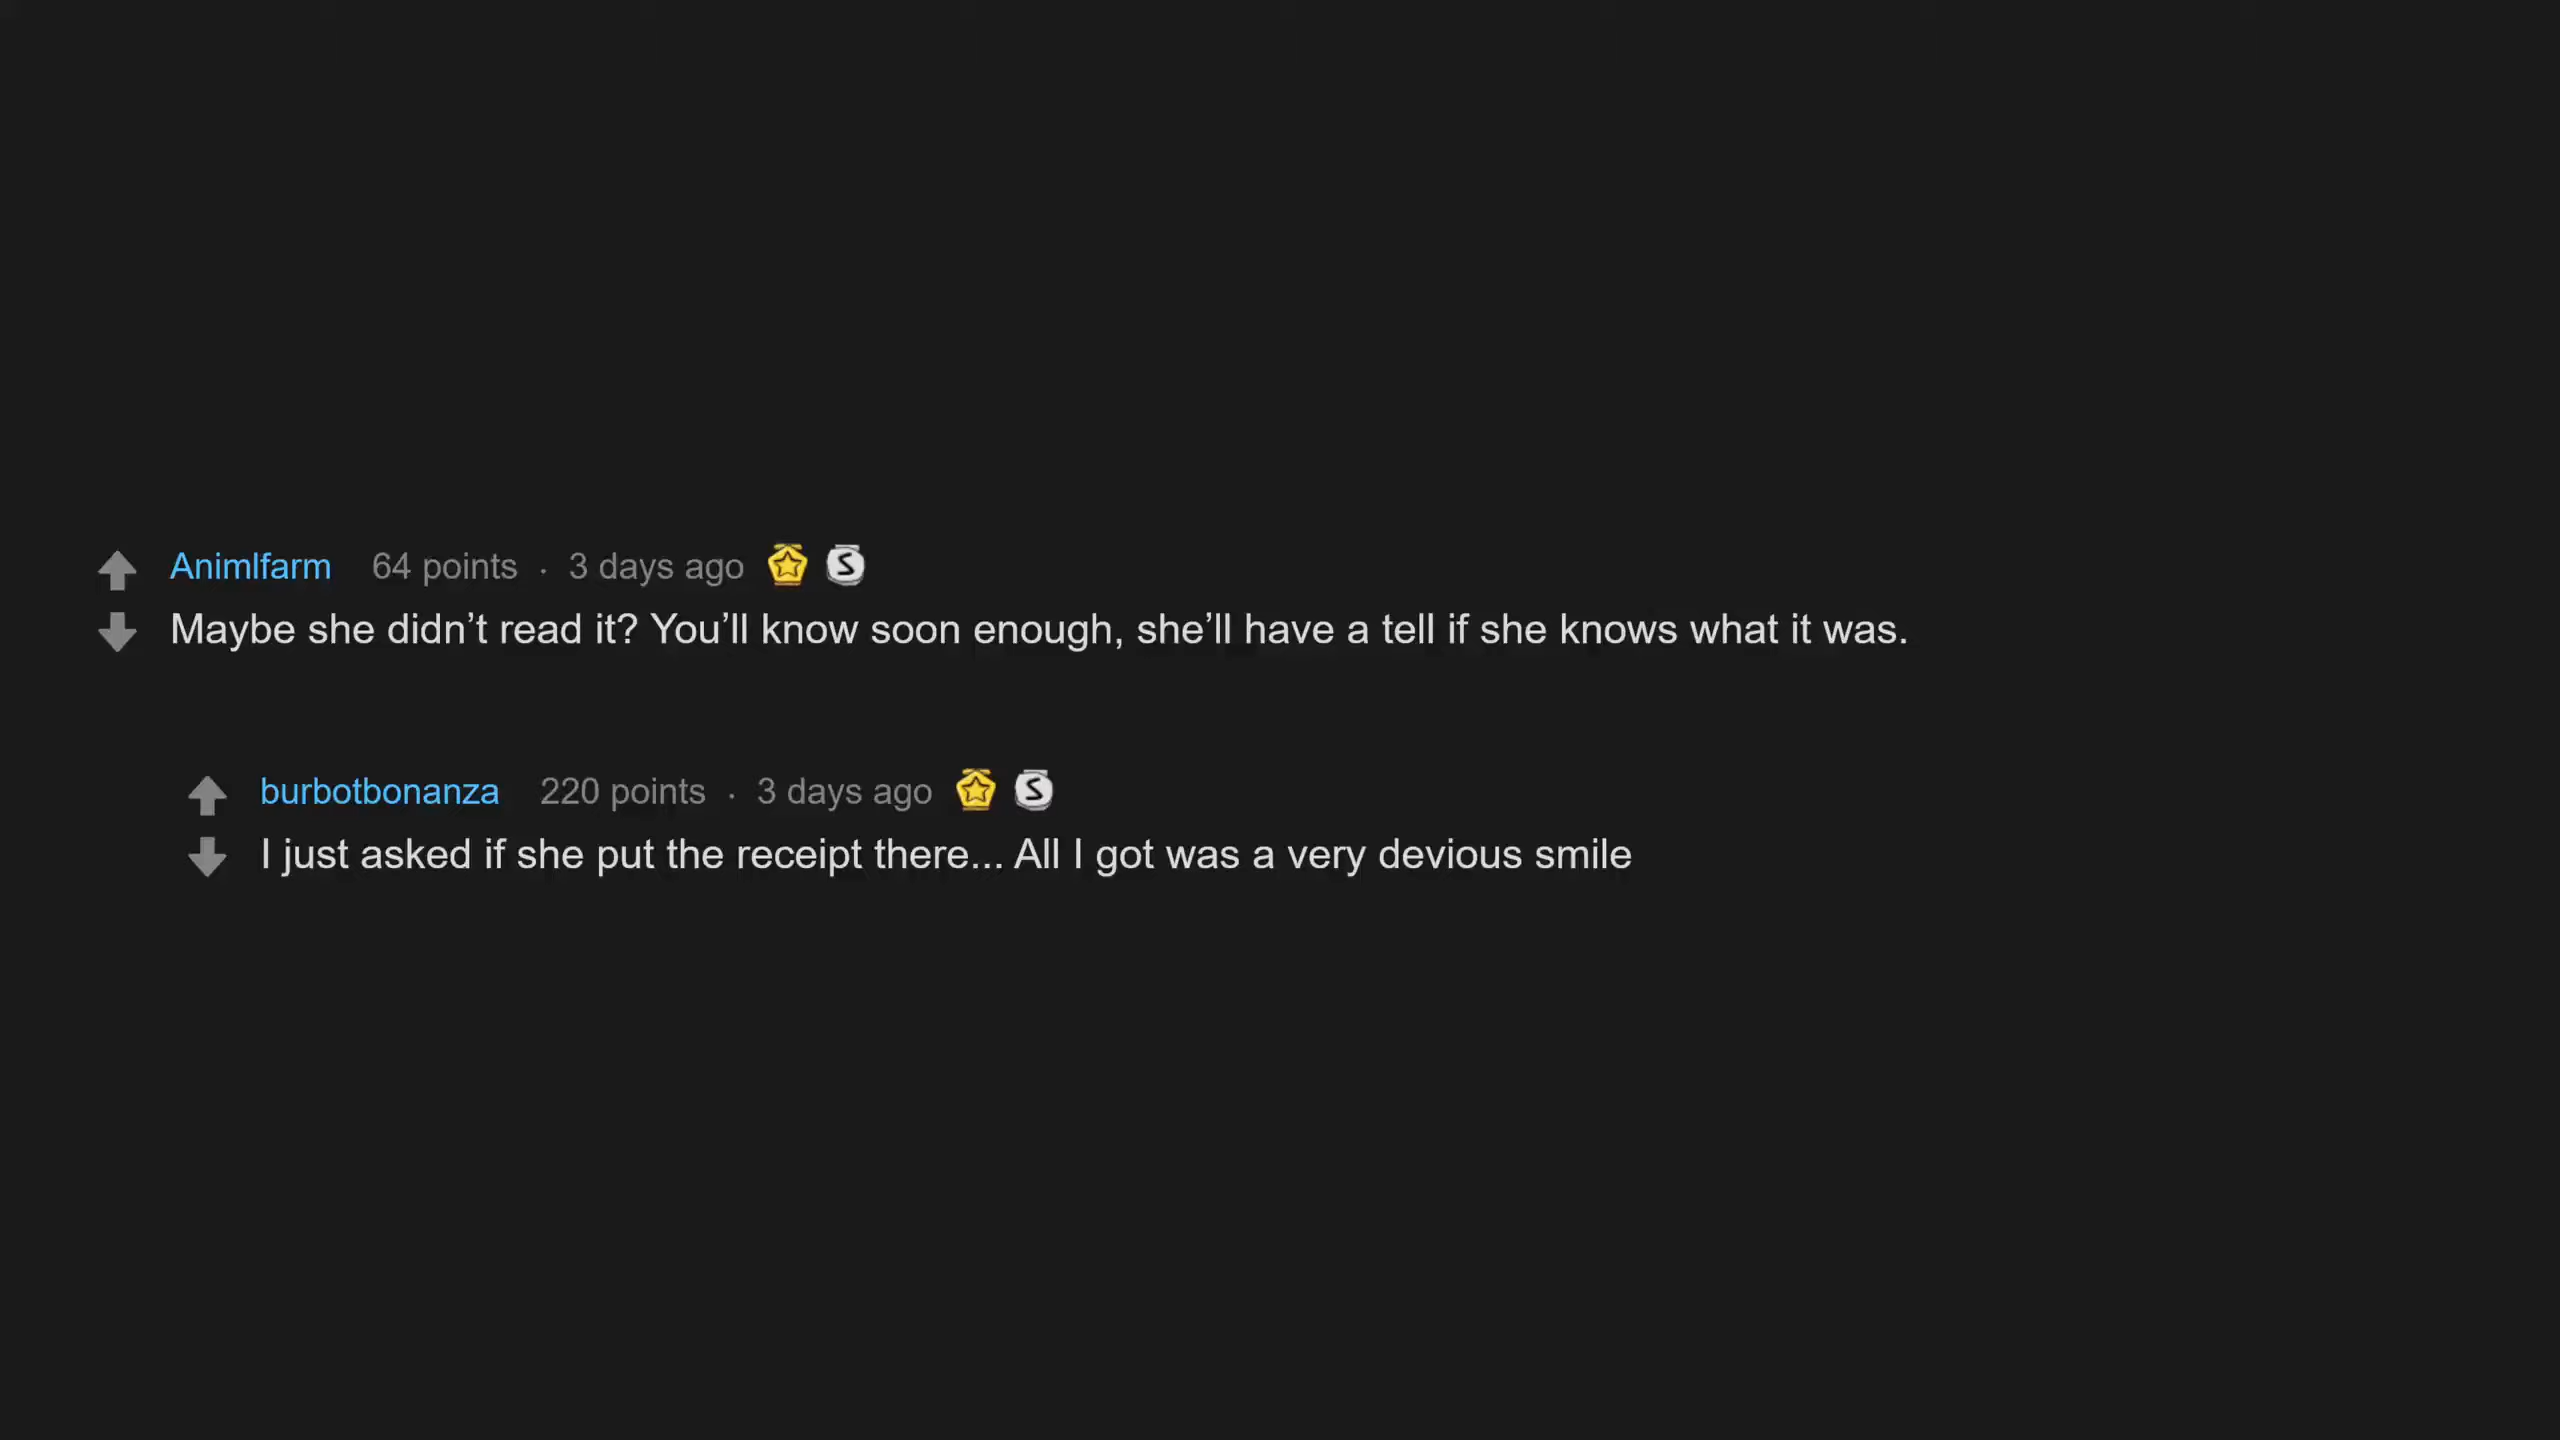 Animlfarm 64 points · 3 days ago
Maybe she didn’t read it? You’ll know soon enough, she’ll have a tell if she knows what it was.
burbotbonanza 220 points · 3 days ago
I just asked if she put the receipt there... All I got was a very devious smile